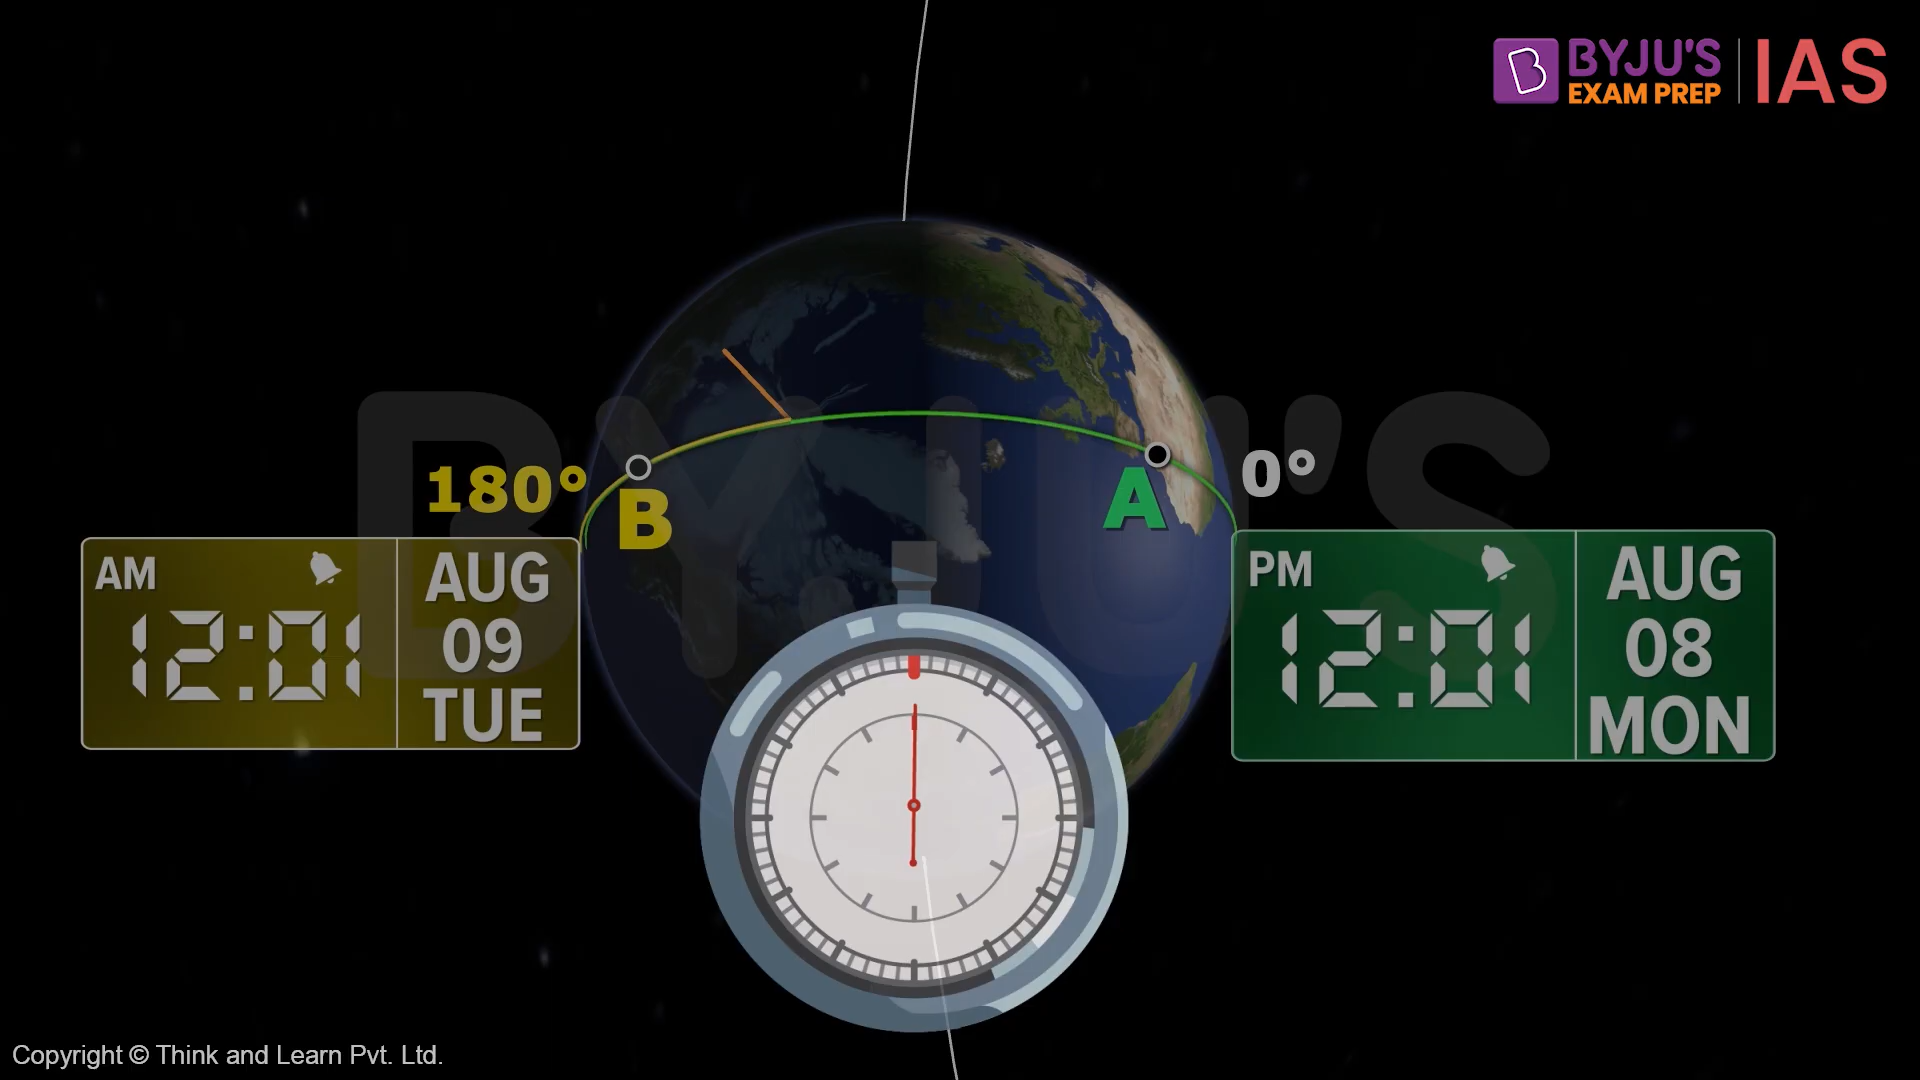 BYJU'S
EXAM PREP
IAS
BYJU'S
180°
B
A
0°
AM
12:01
AUG
09
TUE
PM
12:01
AUG
08
MON
Copyright © Think and Learn Pvt. Ltd.